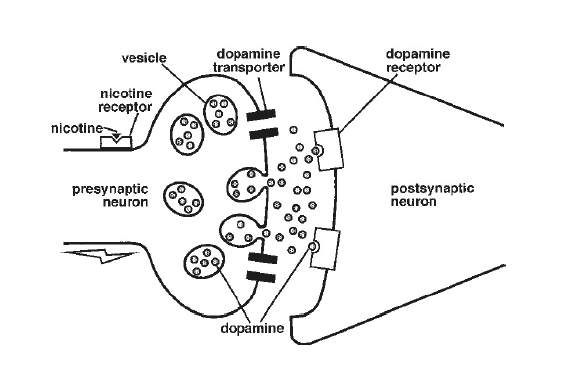 vesicle
dopamine
transporter
dopamine
receptor
nicotine
receptor
nicotine
presynaptic
neuron
postsynaptic
neuron
dopamine